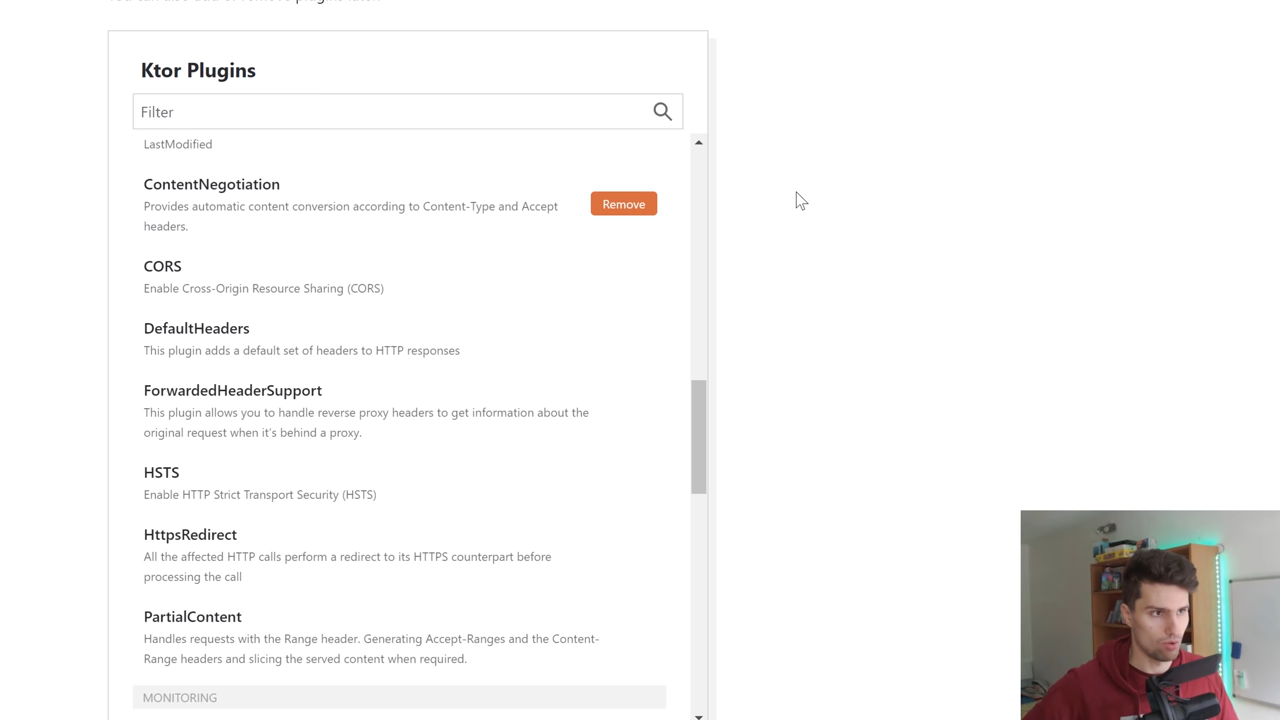 Ktor Plugins
Filter
LastModified
ContentNegotiation
Provides automatic content conversion according to Content-Type and Accept
headers.
Remove
CORS
Enable Cross-Origin Resource Sharing (CORS)
DefaultHeaders
This plugin adds a default set of headers to HTTP responses
ForwardedHeaderSupport
This plugin allows you to handle reverse proxy headers to get information about the
original request when it's behind a proxy.
HSTS
Enable HTTP Strict Transport Security (HSTS)
HttpsRedirect
All the affected HTTP calls perform a redirect to its HTTPS counterpart before
processing the call
PartialContent
Handles requests with the Range header. Generating Accept-Ranges and the Content-
Range headers and slicing the served content when required.
MONITORING